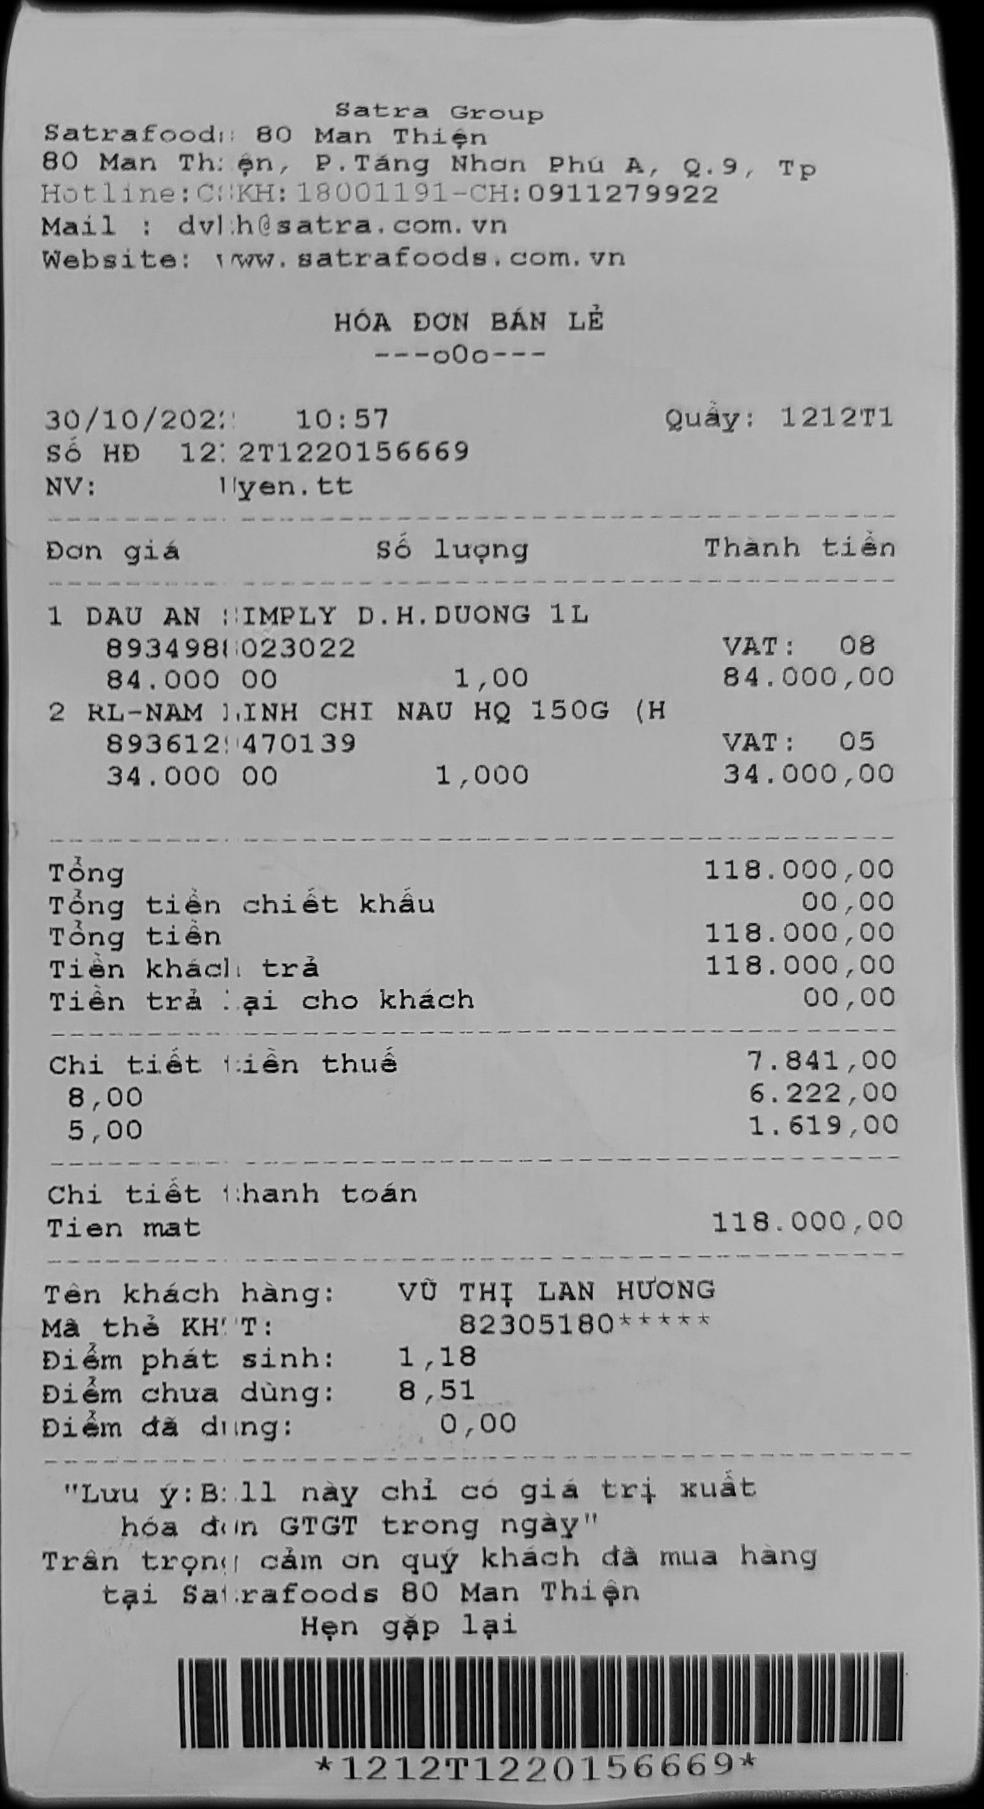 Satra Group
Satrafoods 80 Man Thiện
80 Man Thiện, P.Tăng Nhơn Phú A, Q.9, Tp
Hotline:CSKH:18001191-CH:0911279922
Mail : dvkh@satra.com.vn
Website: www.satrafoods.com.vn
HÓA ĐƠN BÁN LẺ
---oOo---
30/10/2022 10:57 Quầy: 1212T1
Số HĐ 1212T1220156669
NV: Uyen.tt
Đơn giá Số lượng Thành tiền
1 DAU AN SIMPLY D.H.DUONG 1L
8934988023022 VAT: 08
84.000,00 1,00 84.000,00
2 RL-NAM LINH CHI NAU HQ 150G (H
8936129470139 VAT: 05
34.000,00 1,000 34.000,00
Tổng 118.000,00
Tổng tiền chiết khấu 00,00
Tổng tiền 118.000,00
Tiền khách trả 118.000,00
Tiền trả lại cho khách 00,00
Chi tiết tiền thuế 7.841,00
8,00 6.222,00
5,00 1.619,00
Chi tiết thanh toán
Tien mat 118.000,00
Tên khách hàng: VŨ THỊ LAN HƯƠNG
Mã thẻ KHTT: 82305180*****
Điểm phát sinh: 1,18
Điểm chưa dùng: 8,51
Điểm đã dùng: 0,00
"Lưu ý:Bill này chỉ có giá trị xuất
hóa đơn GTGT trong ngày"
Trân trọng cảm ơn quý khách đã mua hàng
tại Satrafoods 80 Man Thiện
Hẹn gặp lại
*1212T1220156669*